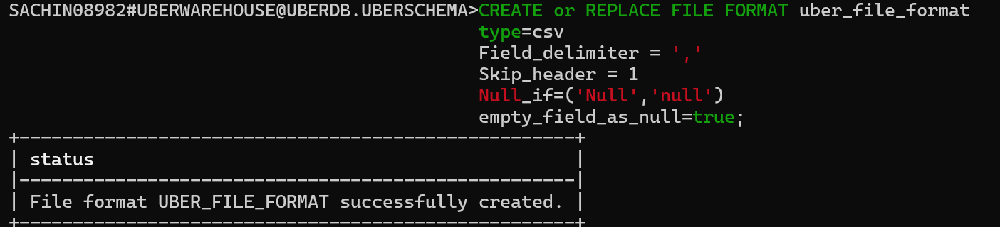 SACHIN08982#UBERWAREHOUSE@UBERDB.UBERSCHEMA>CREATE or REPLACE FILE FORMAT uber_file_format
type=csv
Field_delimiter = ','
Skip_header = 1
Null_if=('Null','null')
empty_field_as_null=true;
+----------------------------------------------------+
| status                                             |
|----------------------------------------------------|
| File format UBER_FILE_FORMAT successfully created. |
+----------------------------------------------------+